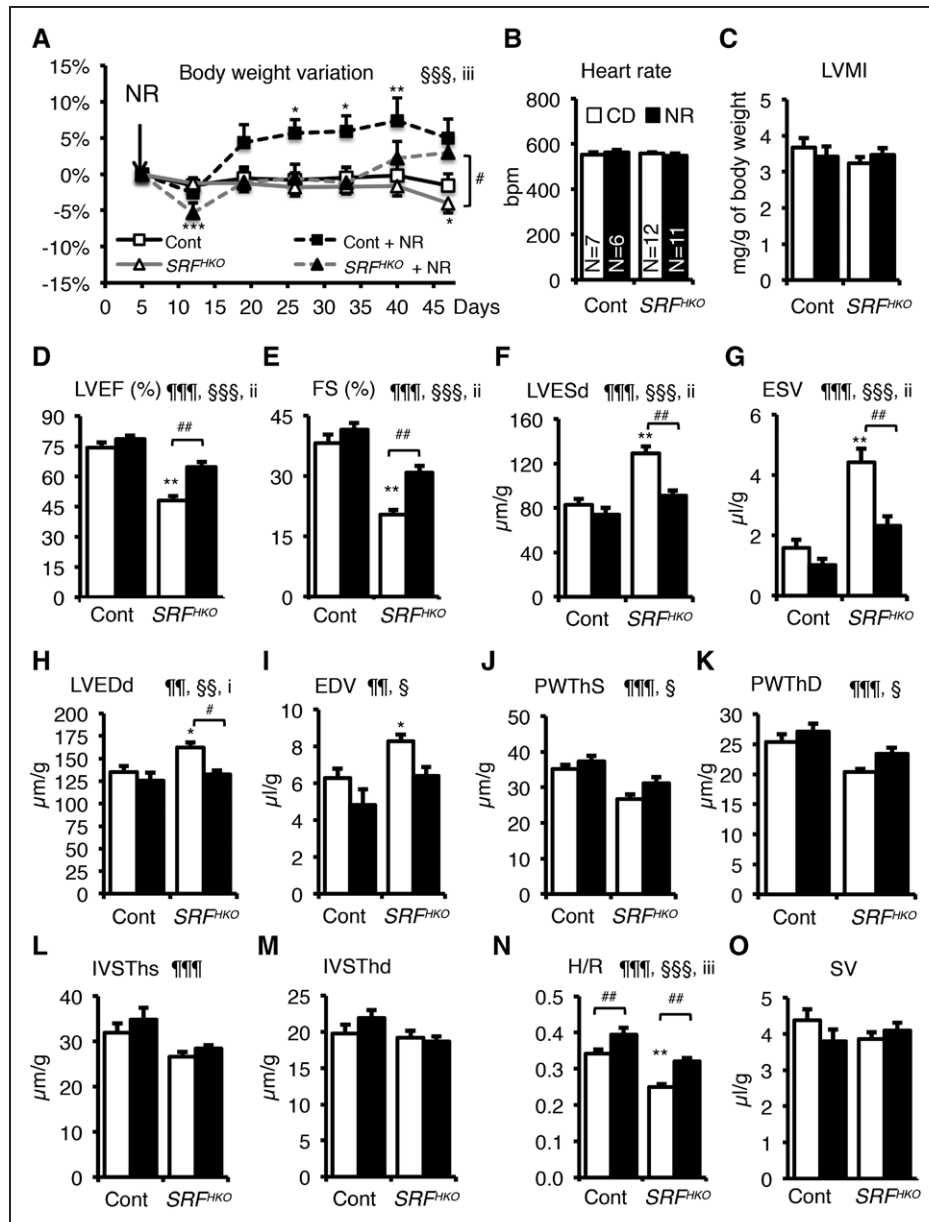 A
B
C
Body weight variation
§§§, iii
Heart rate
LVMI
NR
15%
10%
5%
0%
-5%
-10%
-15%
*
*
**
***
#
*
Cont
Cont + NR
SRFᴴᴷᴼ
SRFᴴᴷᴼ + NR
0 5 12 19 26 33 40 45 Days
CD NR
bpm
800
600
400
200
0
N=7
N=6
N=12
N=11
Cont SRFᴴᴷᴼ
mg/g of body weight
5
4
3
2
1
0
Cont SRFᴴᴷᴼ
D
LVEF (%) ¶¶¶, §§§, ii
90
75
60
45
30
15
0
##
**
Cont SRFᴴᴷᴼ
E
FS (%) ¶¶¶, §§§, ii
45
30
15
0
##
**
Cont SRFᴴᴷᴼ
F
LVESd ¶¶¶, §§§, ii
µm/g
160
120
80
40
0
##
**
Cont SRFᴴᴷᴼ
G
ESV ¶¶¶, §§§, ii
µl/g
6
4
2
0
##
**
Cont SRFᴴᴷᴼ
H
LVEDd ¶¶, §§, i
µm/g
200
175
150
125
100
75
50
25
0
#
*
Cont SRFᴴᴷᴼ
I
EDV ¶¶, §
µl/g
10
8
6
4
2
0
*
Cont SRFᴴᴷᴼ
J
PWThS ¶¶¶, §
µm/g
50
40
30
20
10
0
Cont SRFᴴᴷᴼ
K
PWThD ¶¶¶, §
µm/g
30
25
20
15
10
5
0
Cont SRFᴴᴷᴼ
L
IVSThs ¶¶¶
µm/g
40
30
20
10
0
Cont SRFᴴᴷᴼ
M
IVSThd
µm/g
25
20
15
10
5
0
Cont SRFᴴᴷᴼ
N
H/R ¶¶¶, §§§, iii
0.5
0.4
0.3
0.2
0.1
0.0
##
##
**
Cont SRFᴴᴷᴼ
O
SV
µl/g
5
4
3
2
1
0
Cont SRFᴴᴷᴼ